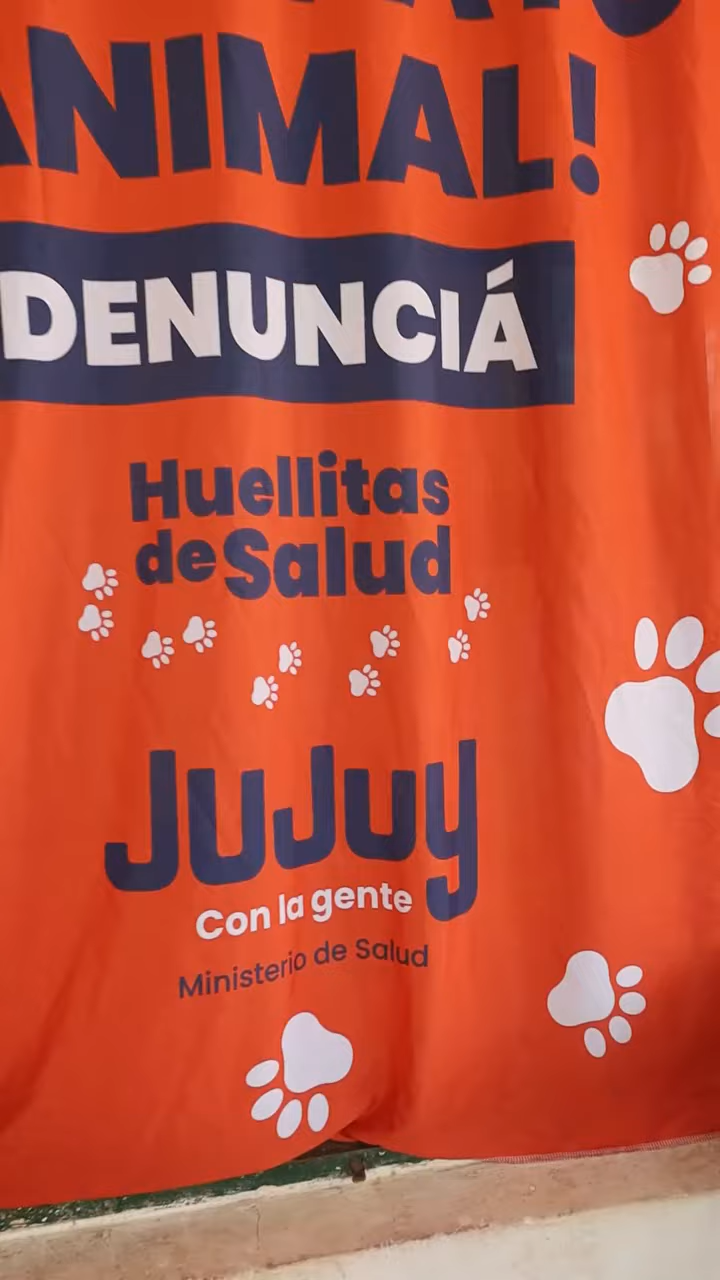 ANIMAL!
DENUNCIÁ
Huellitas
de Salud
JuJuy
Con la gente
Ministerio de Salud